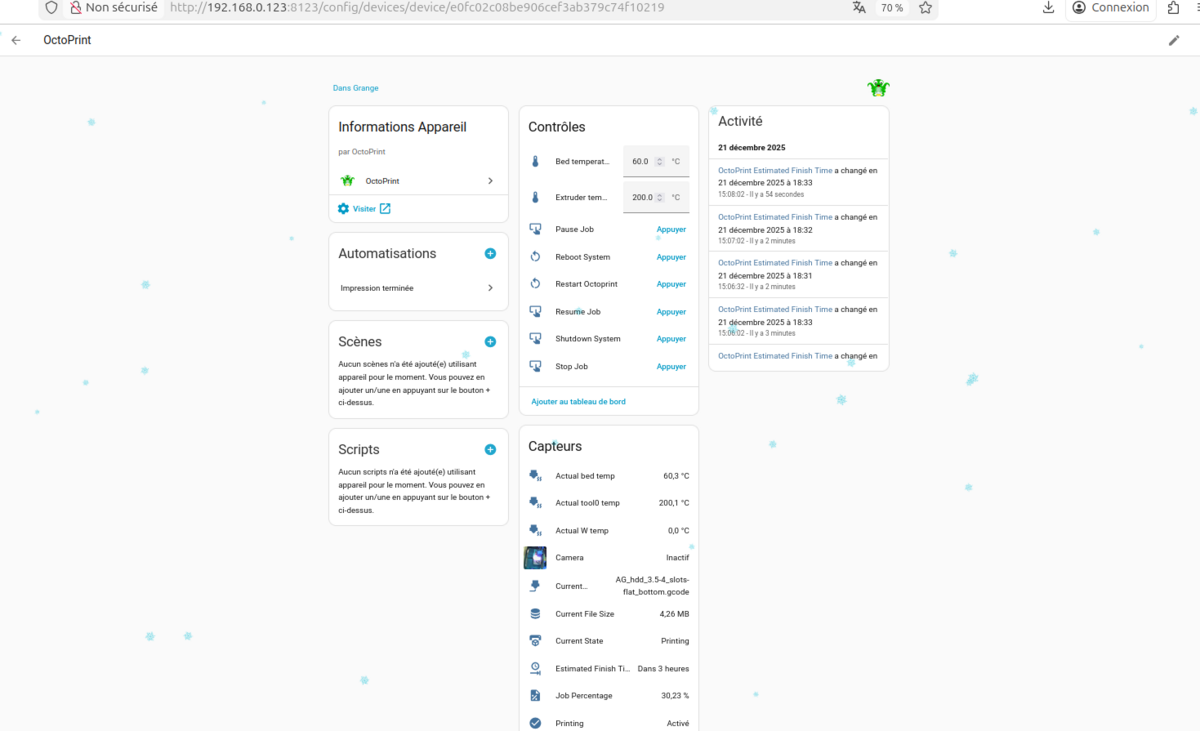 Non sécurisé
http://192.168.0.123:8123/config/devices/device/e0fc02c08be906cef3ab379c74f10219
70 %
Connexion
OctoPrint
Dans Grange
Informations Appareil
par OctoPrint
OctoPrint
Visiter
Automatisations
Impression terminée
Scènes
Aucun scènes n'a été ajouté(e) utilisant
appareil pour le moment. Vous pouvez en
ajouter un/une en appuyant sur le bouton +
ci-dessus.
Scripts
Aucun scripts n'a été ajouté(e) utilisant
appareil pour le moment. Vous pouvez en
ajouter un/une en appuyant sur le bouton +
ci-dessus.
Contrôles
Bed temperat... 60.0 °C
Extruder tem... 200.0 °C
Pause Job Appuyer
Reboot System Appuyer
Restart Octoprint Appuyer
Resume Job Appuyer
Shutdown System Appuyer
Stop Job Appuyer
Ajouter au tableau de bord
Capteurs
Actual bed temp 60,3 °C
Actual tool0 temp 200,1 °C
Actual W temp 0,0 °C
Camera Inactif
Current... AG_hdd_3.5-4_slots-
flat_bottom.gcode
Current File Size 4,26 MB
Current State Printing
Estimated Finish Ti... Dans 3 heures
Job Percentage 30,23 %
Printing Activé
Activité
21 décembre 2025
OctoPrint Estimated Finish Time a changé en
21 décembre 2025 à 18:33
15:08:02 - Il y a 54 secondes
OctoPrint Estimated Finish Time a changé en
21 décembre 2025 à 18:32
15:07:02 - Il y a 2 minutes
OctoPrint Estimated Finish Time a changé en
21 décembre 2025 à 18:31
15:06:32 - Il y a 2 minutes
OctoPrint Estimated Finish Time a changé en
21 décembre 2025 à 18:33
15:06:02 - Il y a 3 minutes
OctoPrint Estimated Finish Time a changé en